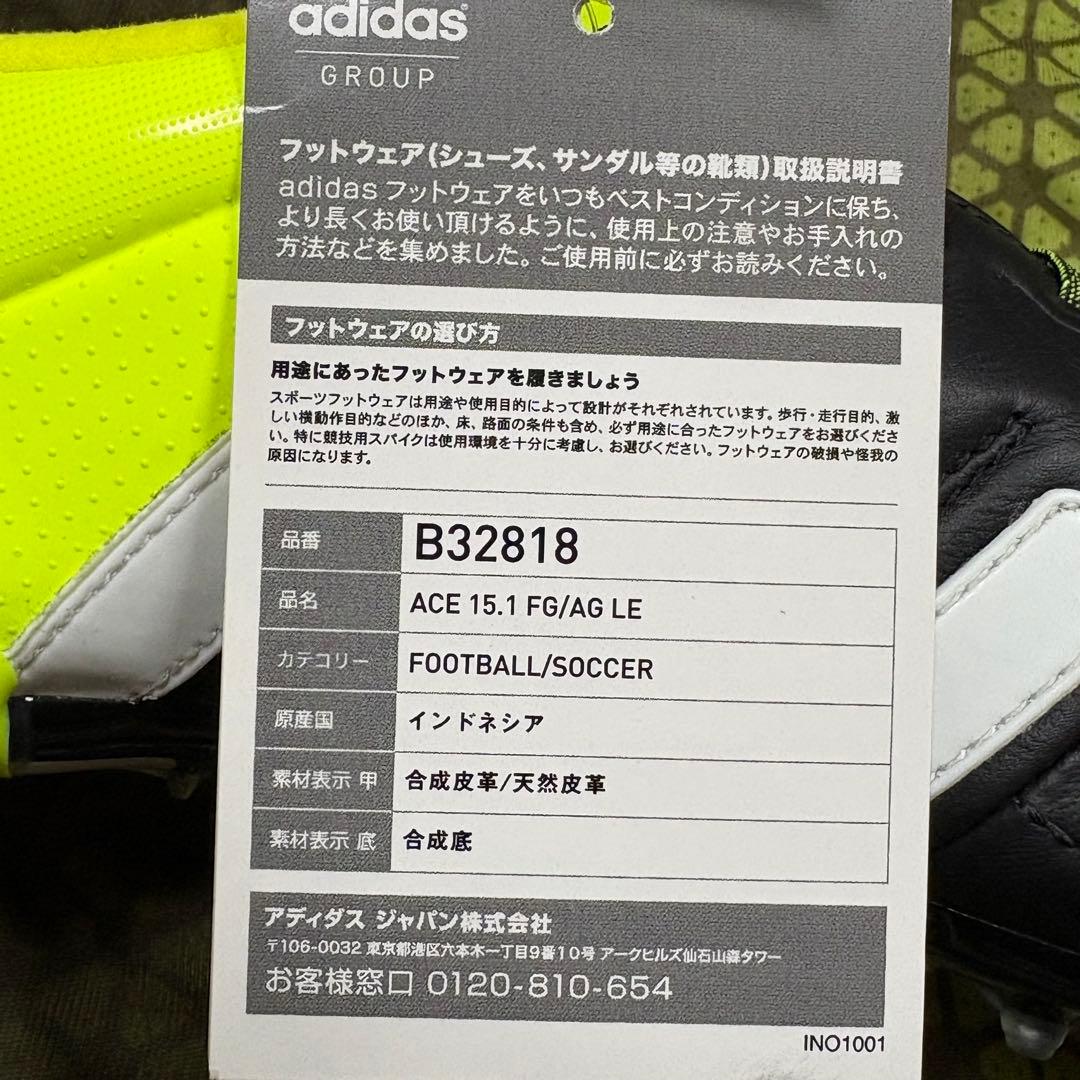 adidas
GROUP
フットウェア(シューズ、サンダル等の靴類)取扱説明書
adidas フットウェアをいつもベストコンディションに保ち、
より長くお使い頂けるように、使用上の注意やお手入れの
方法などを集めました。ご使用前に必ずお読みください。
フットウェアの選び方
用途にあったフットウェアを履きましょう
スポーツフットウェアは用途や使用目的によって設計がそれぞれされています。歩行・走行目的、激
しい横動作目的などのほか、床、路面の条件も含め、必ず用途に合ったフットウェアをお選びくださ
い。特に競技用スパイクは使用環境を十分に考慮し、お選びください。フットウェアの破損や怪我の
原因になります。
品番 B32818
品名 ACE 15.1 FG/AG LE
カテゴリー FOOTBALL/SOCCER
原産国 インドネシア
素材表示 甲 合成皮革/天然皮革
素材表示 底 合成底
アディダス ジャパン株式会社
〒106-0032 東京都港区六本木一丁目9番10号 アークヒルズ仙石山森タワー
お客様窓口 0120-810-654
INO1001